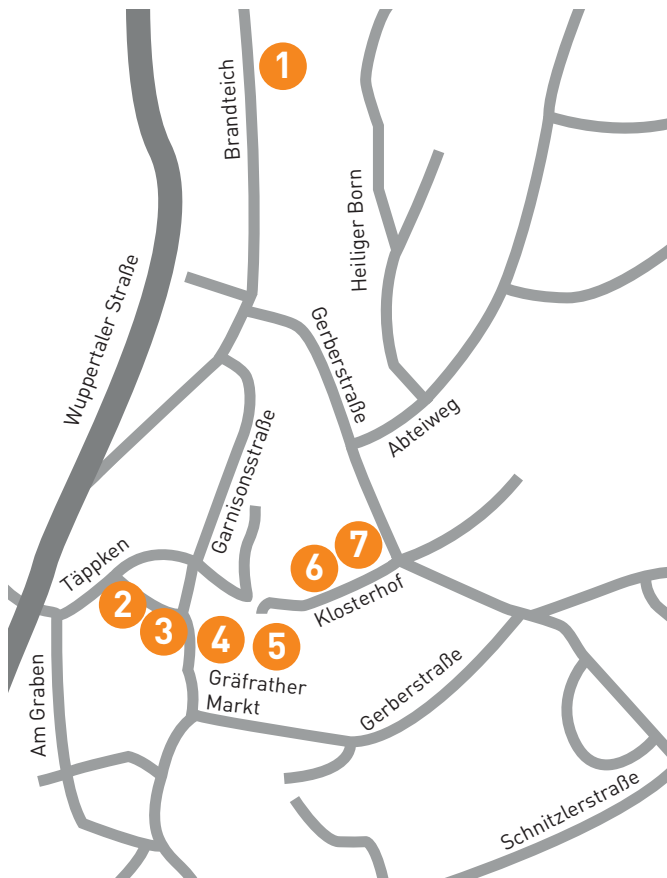 1
Brandteich
Heiliger Born
Wuppertaler Straße
Gerberstraße
Abteiweg
Garnisonsstraße
Täppken
7
6
2
3
4
5
Klosterhof
Gräfrather
Markt
Gerberstraße
Am Graben
Schnitzlerstraße